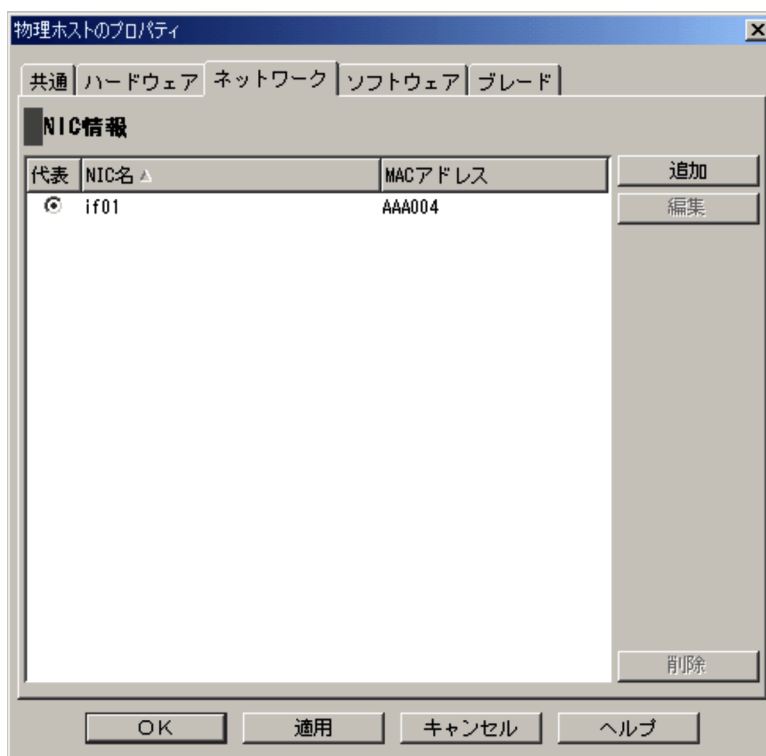 物理ホストのプロパティ
共通 ハードウェア ネットワーク ソフトウェア ブレード
NIC情報
代表 NIC名 MACアドレス 追加
if01 AAA004 編集
削除
OK 適用 キャンセル ヘルプ